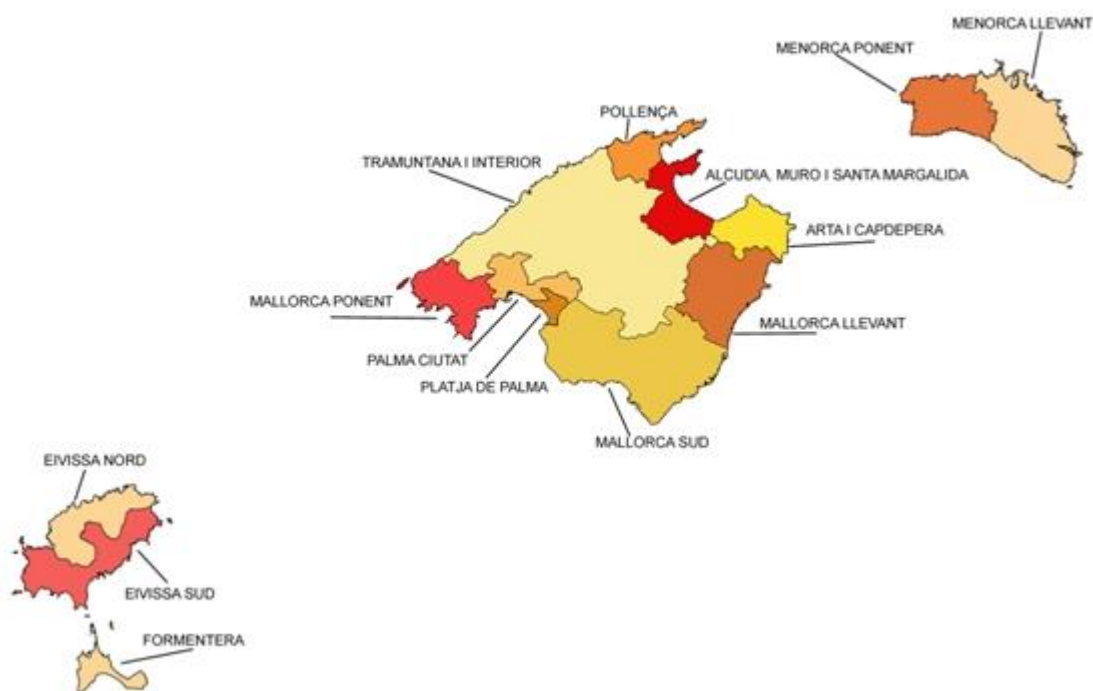 MENORCA LLEVANT
MENORÇA PONENT
POLLENÇA
TRAMUNTANA I INTERIOR
ALCUDIA, MURO I SANTA MARGALIDA
ARTA I CAPDEPERA
MALLORCA PONENT
MALLORCA LLEVANT
PALMA CIUTAT
PLATJA DE PALMA
MALLORCA SUD
EIVISSA NORD
EIVISSA SUD
FORMENTERA